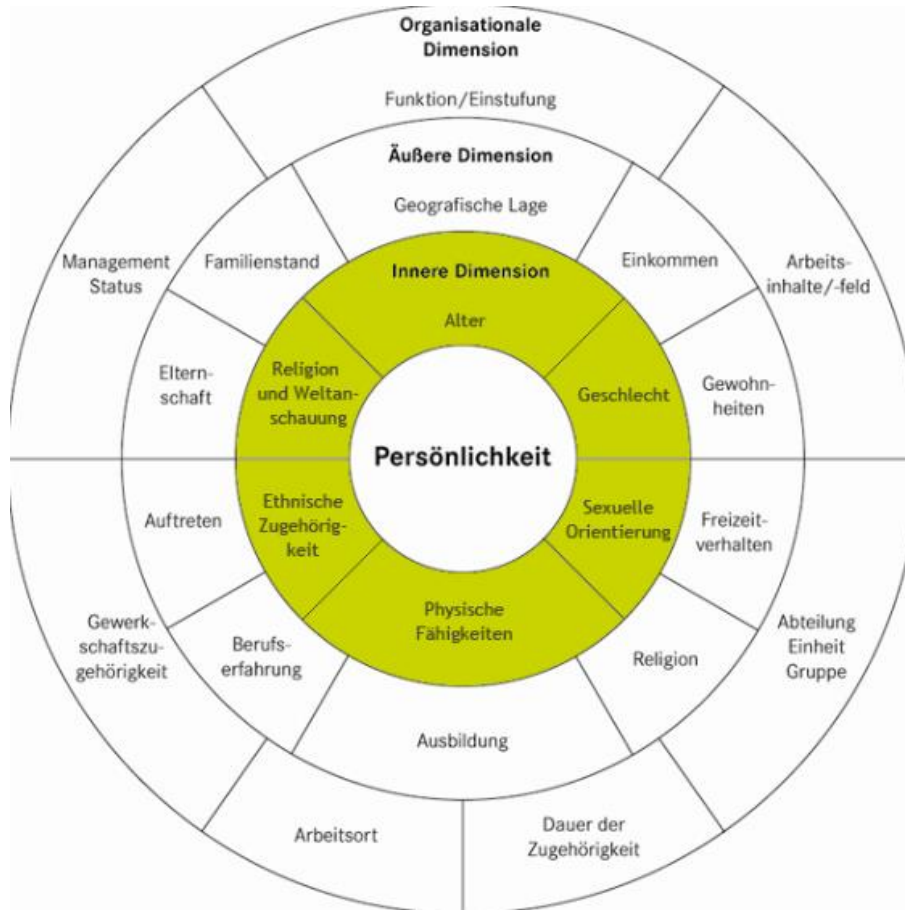 Organisationale
Dimension
Funktion/Einstufung
Äußere Dimension
Geografische Lage
Management
Status
Familienstand
Innere Dimension
Alter
Einkommen
Arbeits-
inhalte/-feld
Eltern-
schaft
Religion
und Weltan-
schauung
Geschlecht
Gewohn-
heiten
Persönlichkeit
Auftreten
Ethnische
Zugehörig-
keit
Sexuelle
Orientierung
Freizeit-
verhalten
Gewerk-
schaftszu-
gehörigkeit
Berufs-
erfahrung
Physische
Fähigkeiten
Religion
Abteilung
Einheit
Gruppe
Ausbildung
Arbeitsort
Dauer der
Zugehörigkeit